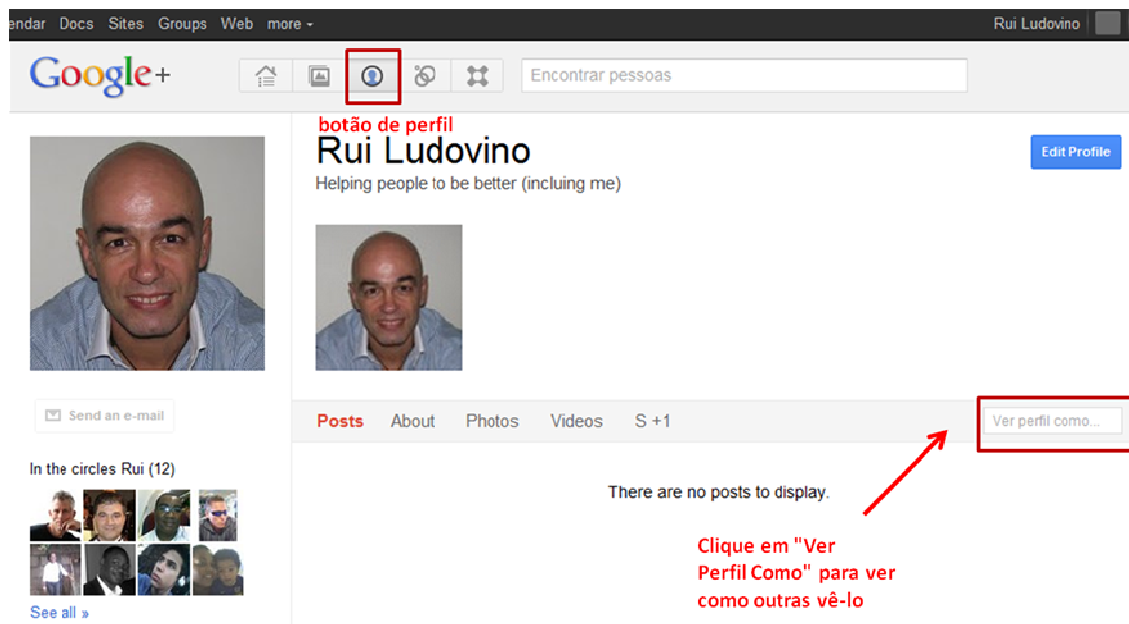 endar Docs Sites Groups Web more Rui Ludovino
Google+ Encontrar pessoas
botão de perfil
Rui Ludovino
Edit Profile
Helping people to be better (incluing me)
Send an e-mail
Posts About Photos Videos S +1 Ver perfil como...
In the circles Rui (12)
There are no posts to display.
Clique em "Ver
Perfil Como" para ver
como outras vê-lo
See all »